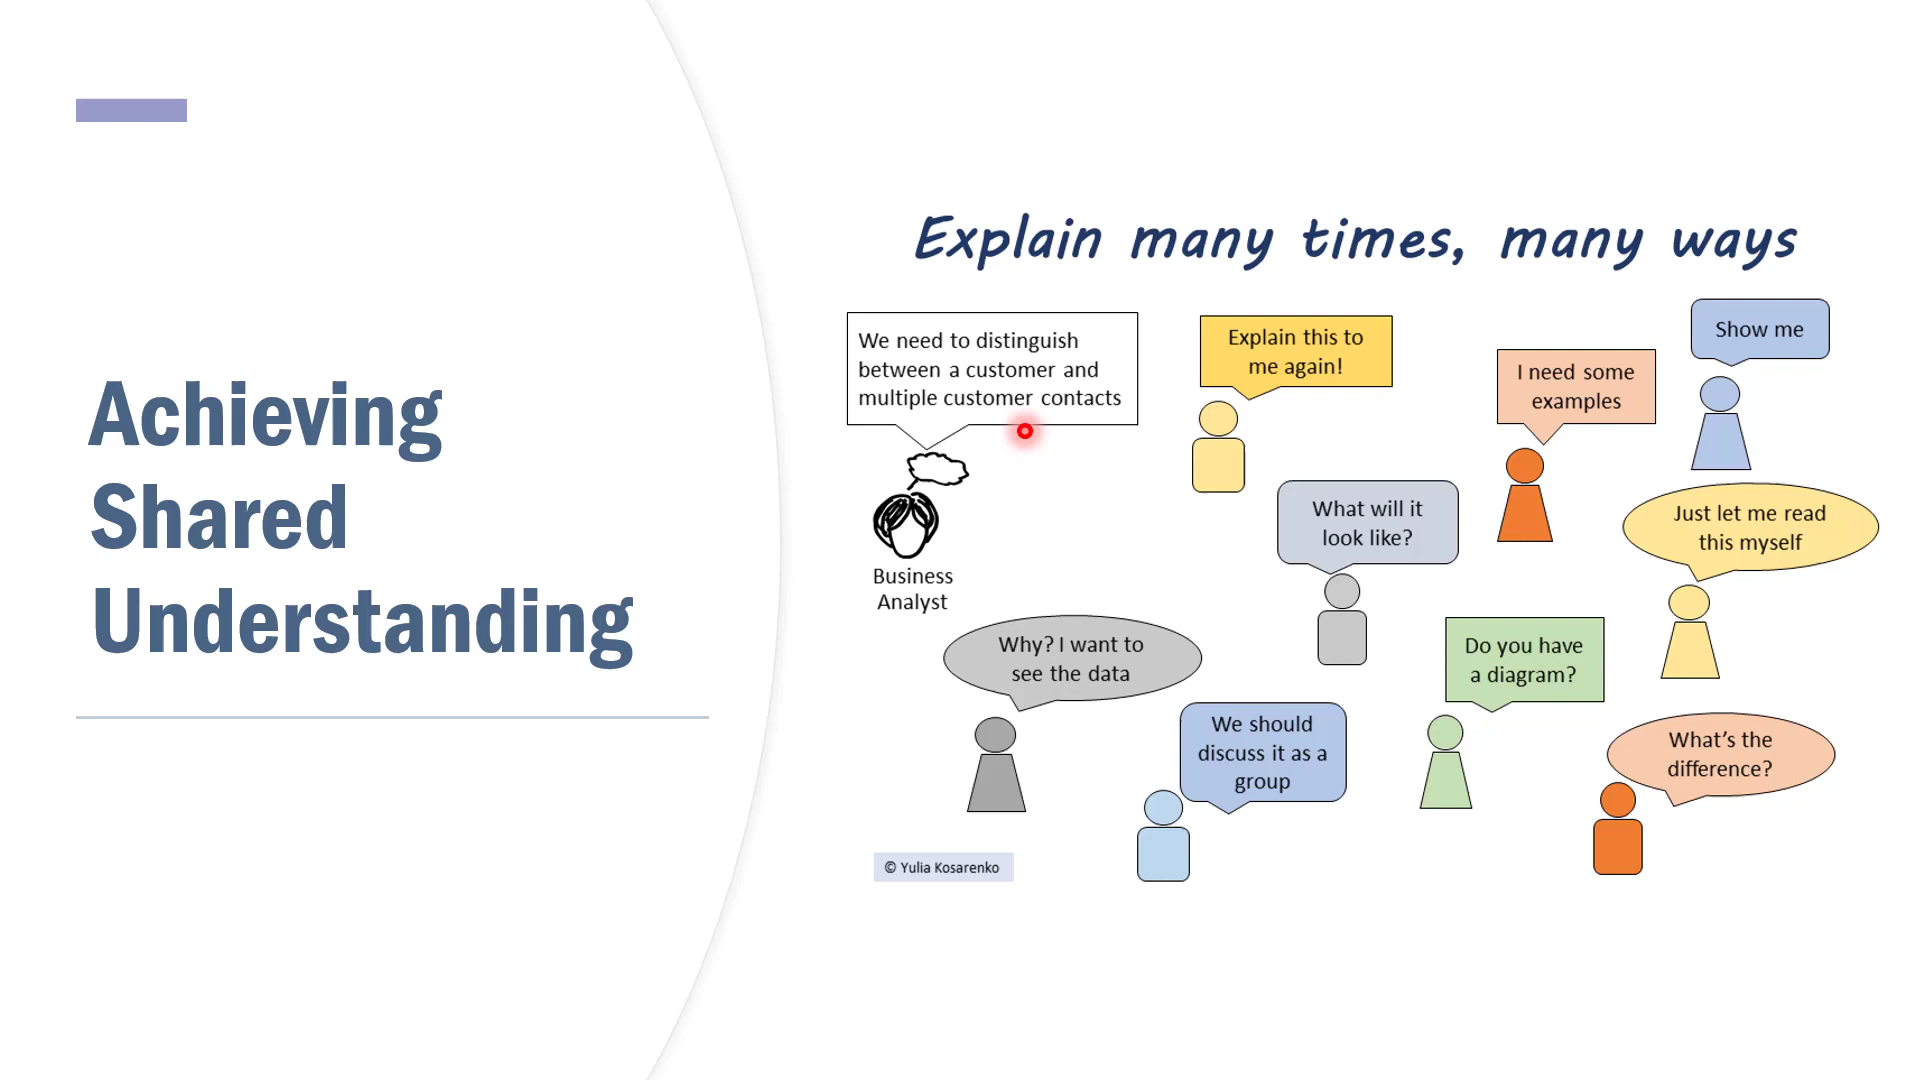 Achieving
Shared
Understanding
Explain many times, many ways
We need to distinguish
between a customer and
multiple customer contacts
Business
Analyst
Explain this to
me again!
I need some
examples
Show me
What will it
look like?
Just let me read
this myself
Why? I want to
see the data
Do you have
a diagram?
We should
discuss it as a
group
What's the
difference?
© Yulia Kosarenko